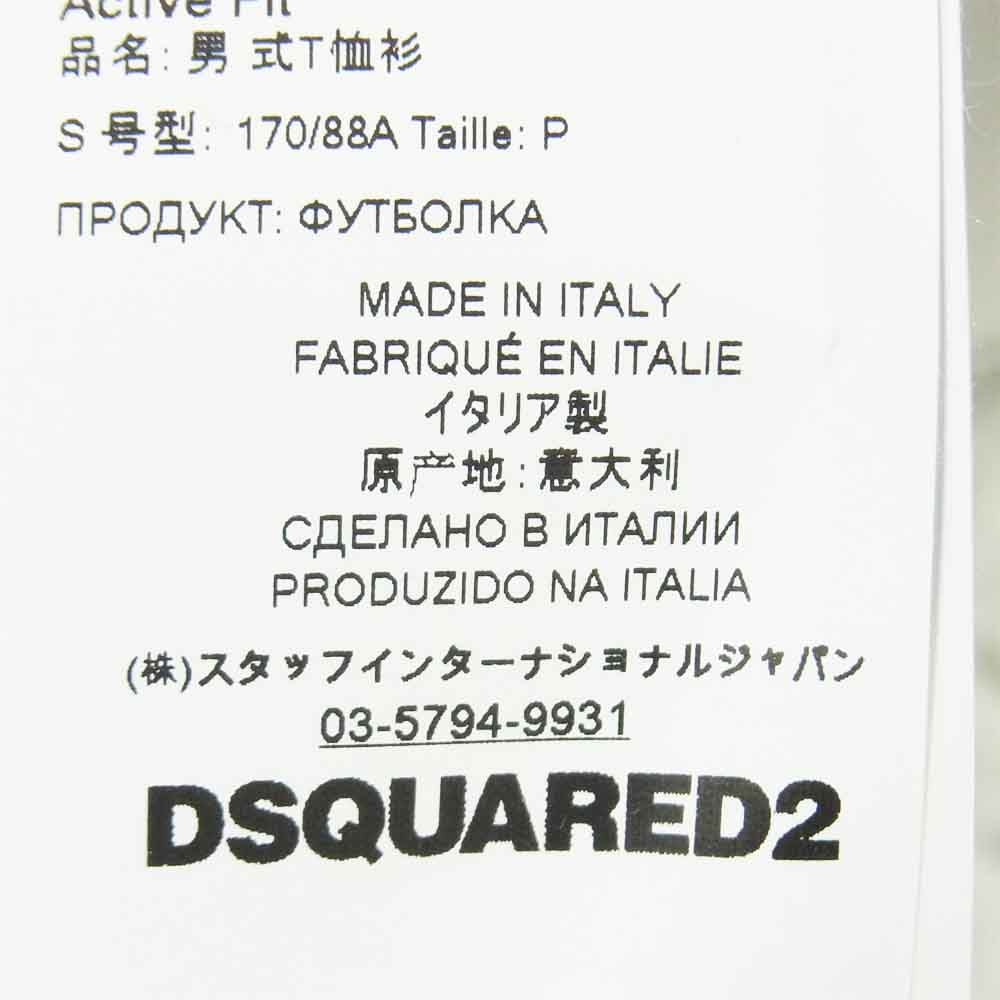 Active Fit
品名: 男 式T恤衫
S 号型: 170/88A Taille: P
ПРОДУКТ: ФУТБОЛКА
MADE IN ITALY
FABRIQUÉ EN ITALIE
イタリア製
原产地:意大利
СДЕЛАНО В ИТАЛИИ
PRODUZIDO NA ITALIA
(株)スタッフインターナショナルジャパン
03-5794-9931
DSQUARED2